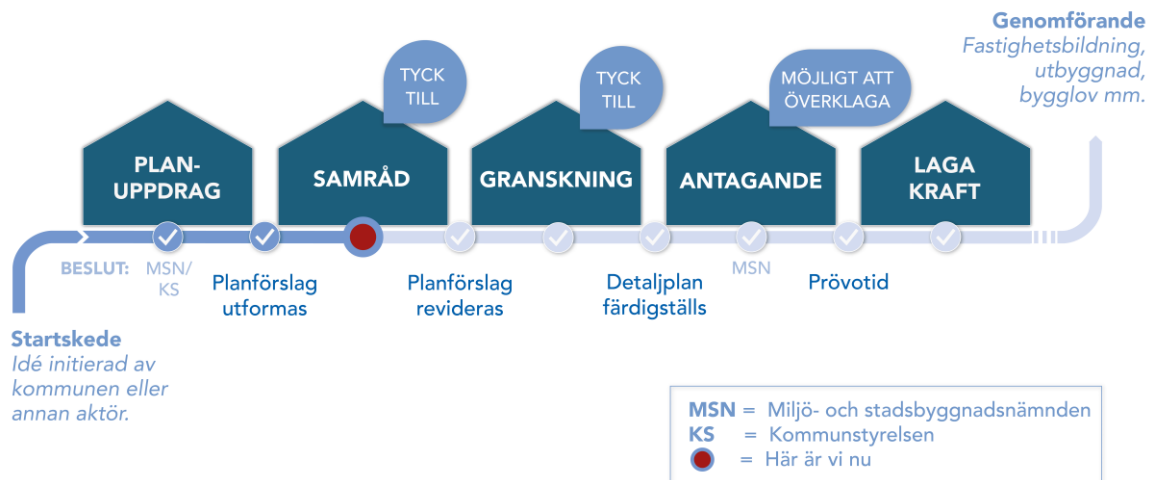 Genomförande
Fastighetsbildning,
utbyggnad,
bygglov mm.
TYCK
TILL
TYCK
TILL
MÖJLIGT ATT
ÖVERKLAGA
PLAN-
UPPDRAG
SAMRÅD
GRANSKNING
ANTAGANDE
LAGA
KRAFT
BESLUT:
MSN/
KS
Planförslag
utformas
Planförslag
revideras
Detaljplan
färdigställs
MSN
Prövotid
Startskede
Idé initierad av
kommunen eller
annan aktör.
MSN = Miljö- och stadsbyggnadsnämnden
KS = Kommunstyrelsen
= Här är vi nu